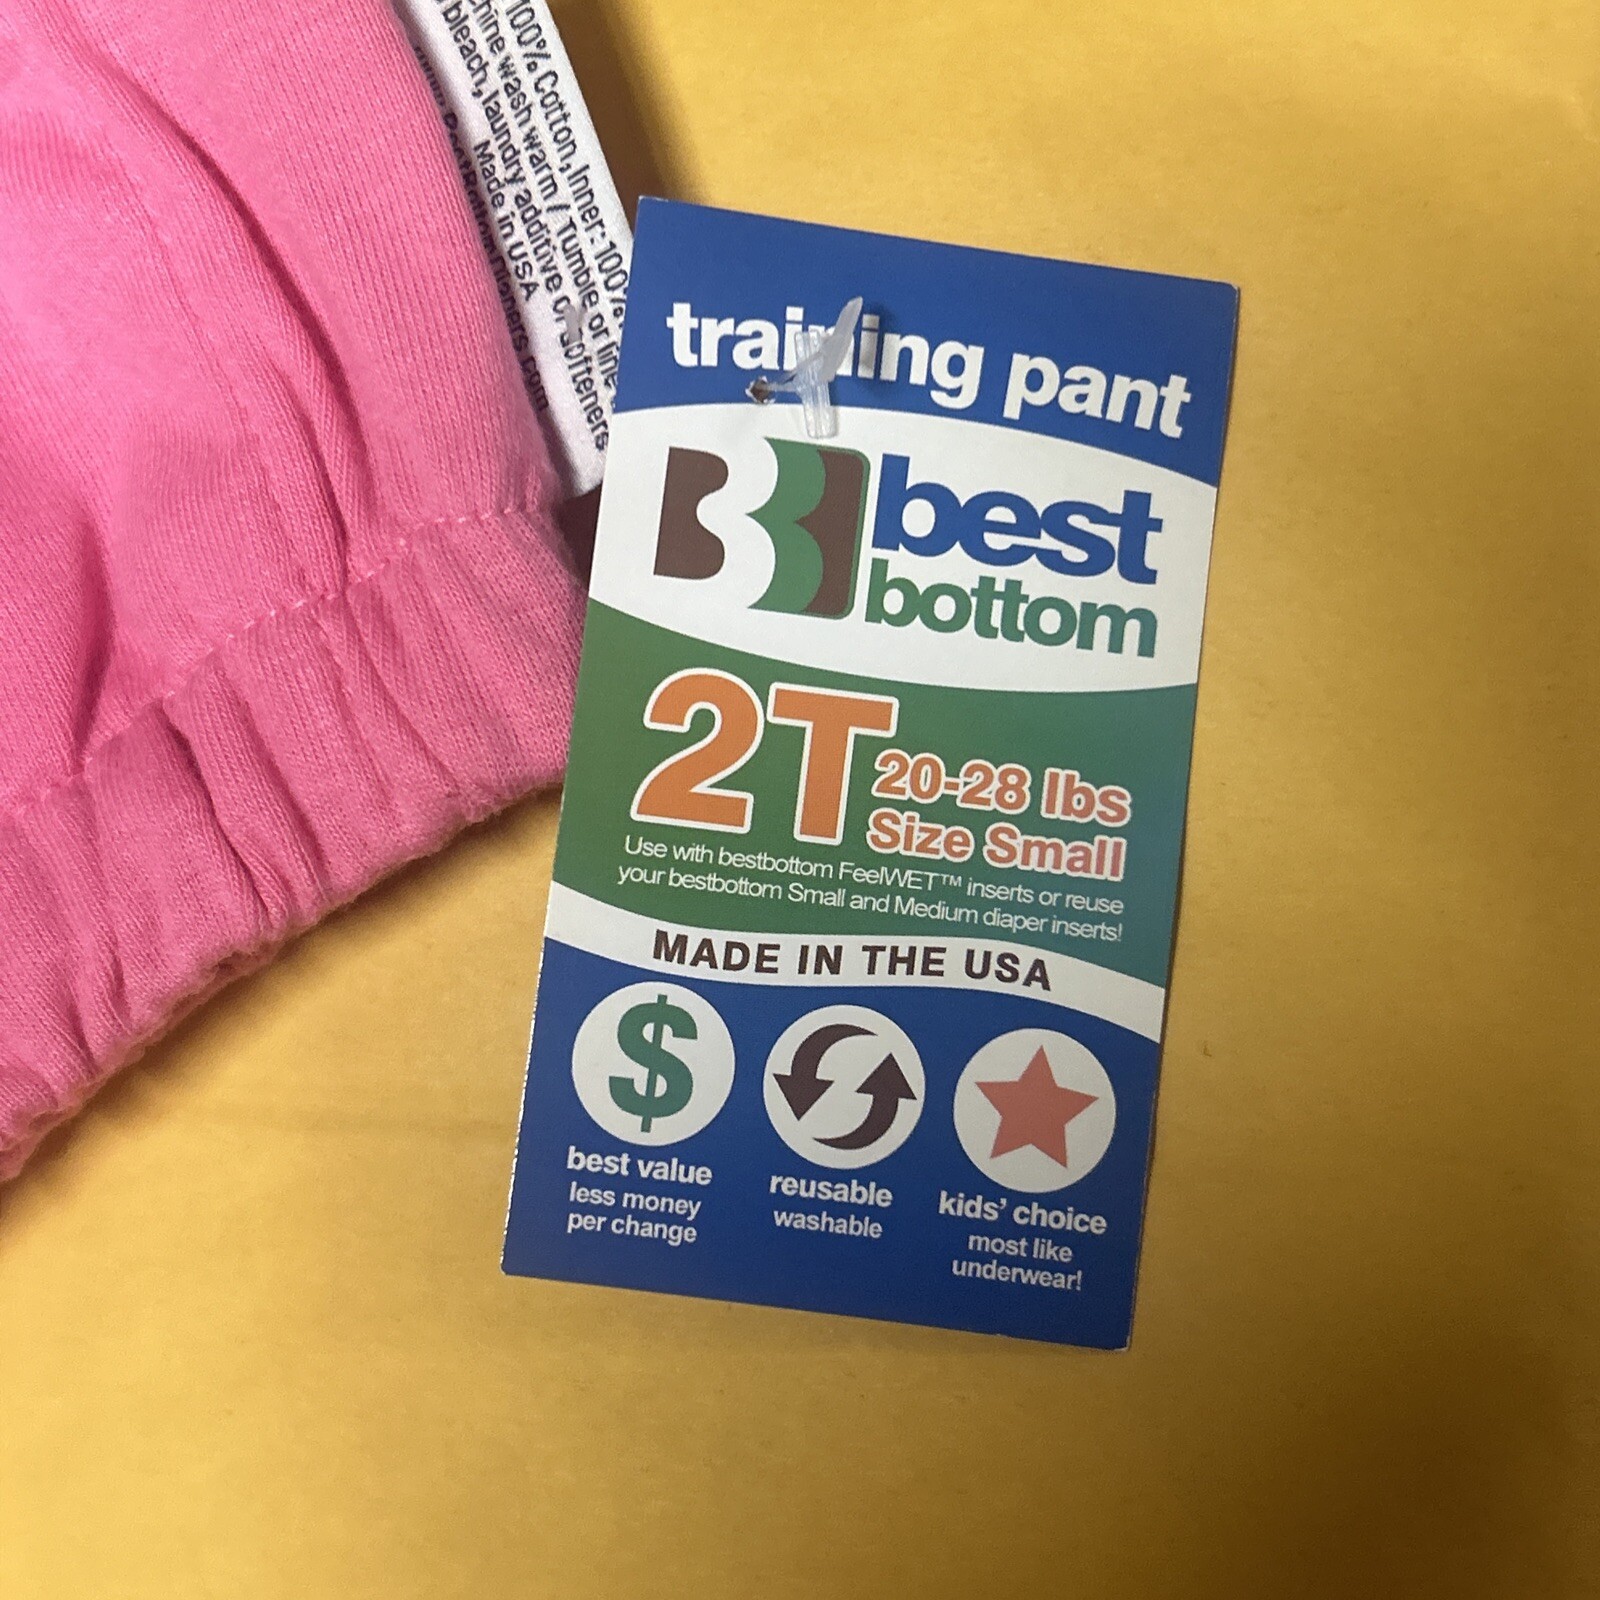 100% Cotton, Inner: 100%
wash warm / Tumble or line
bleach, laundry additive or softeners
Made in USA
training pant
best
bottom
2T
20-28 lbs
Size Small
Use with bestbottom FeelWET™ inserts or reuse
your bestbottom Small and Medium diaper inserts!
MADE IN THE USA
$
best value
less money
per change
reusable
washable
kids' choice
most like
underwear!